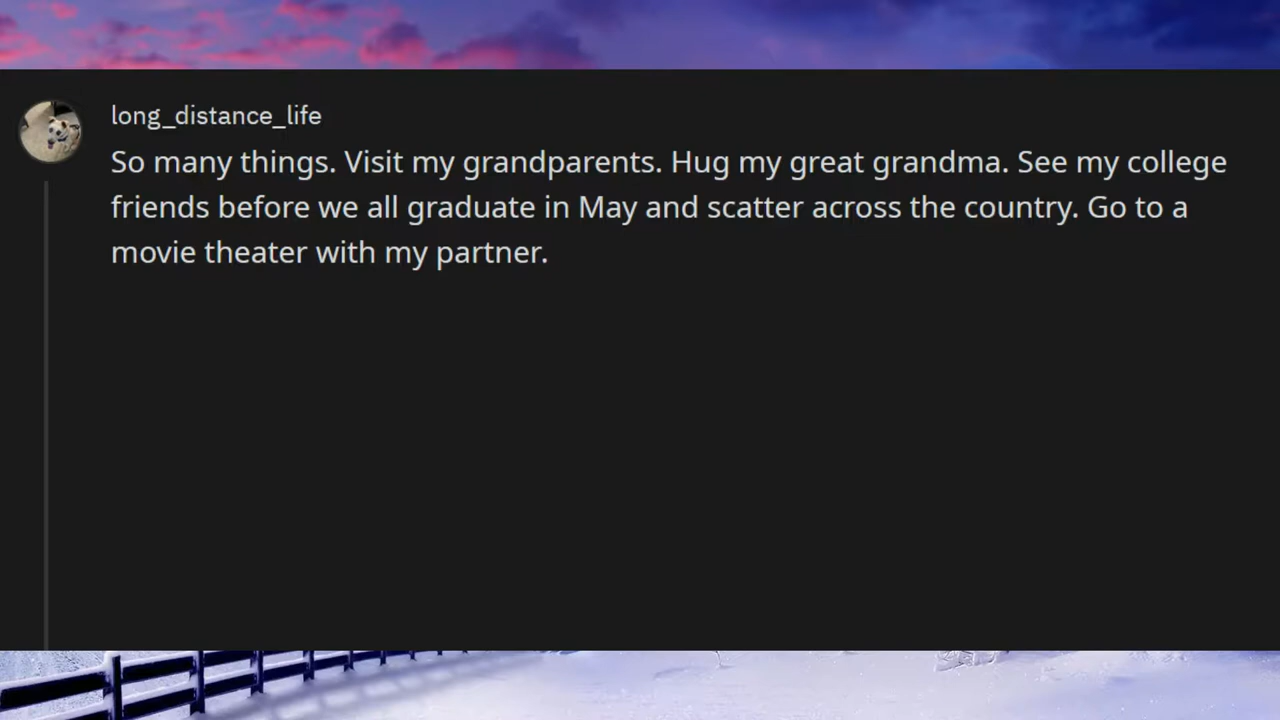 long_distance_life
So many things. Visit my grandparents. Hug my great grandma. See my college
friends before we all graduate in May and scatter across the country. Go to a
movie theater with my partner.